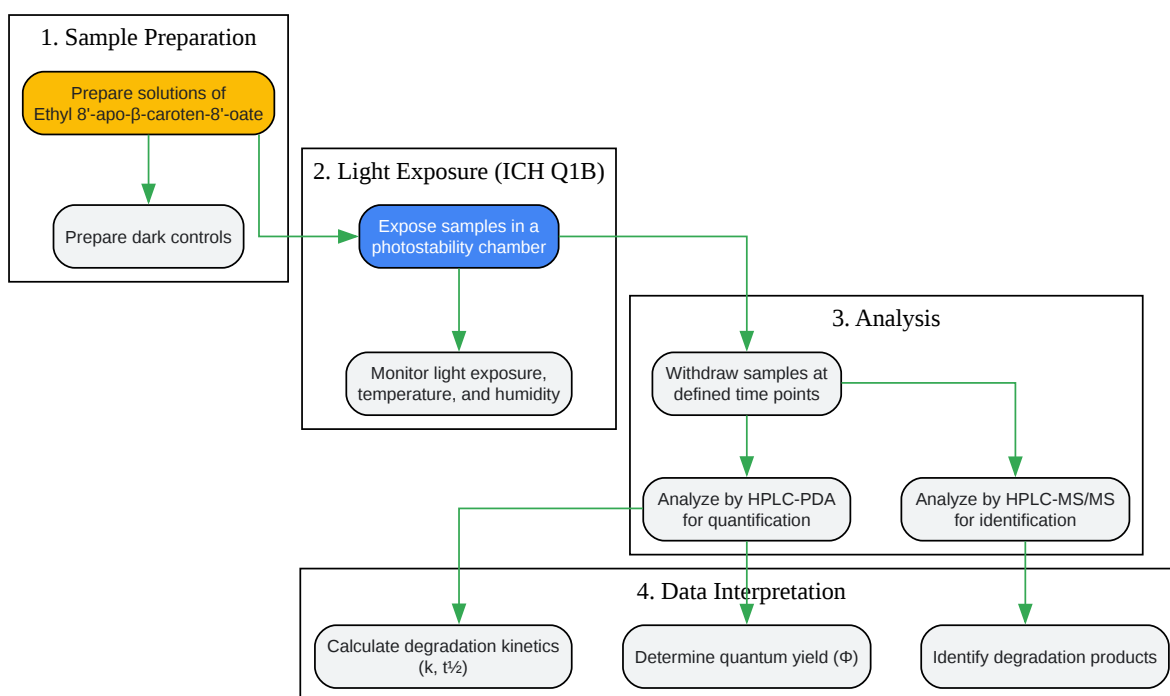 1. Sample Preparation
Prepare solutions of
Ethyl 8'-apo-β-caroten-8'-oate
Prepare dark controls
2. Light Exposure (ICH Q1B)
Expose samples in a
photostability chamber
Monitor light exposure,
temperature, and humidity
3. Analysis
Withdraw samples at
defined time points
Analyze by HPLC-PDA
for quantification
Analyze by HPLC-MS/MS
for identification
4. Data Interpretation
Calculate degradation kinetics
(k, t½)
Determine quantum yield (Φ)
Identify degradation products